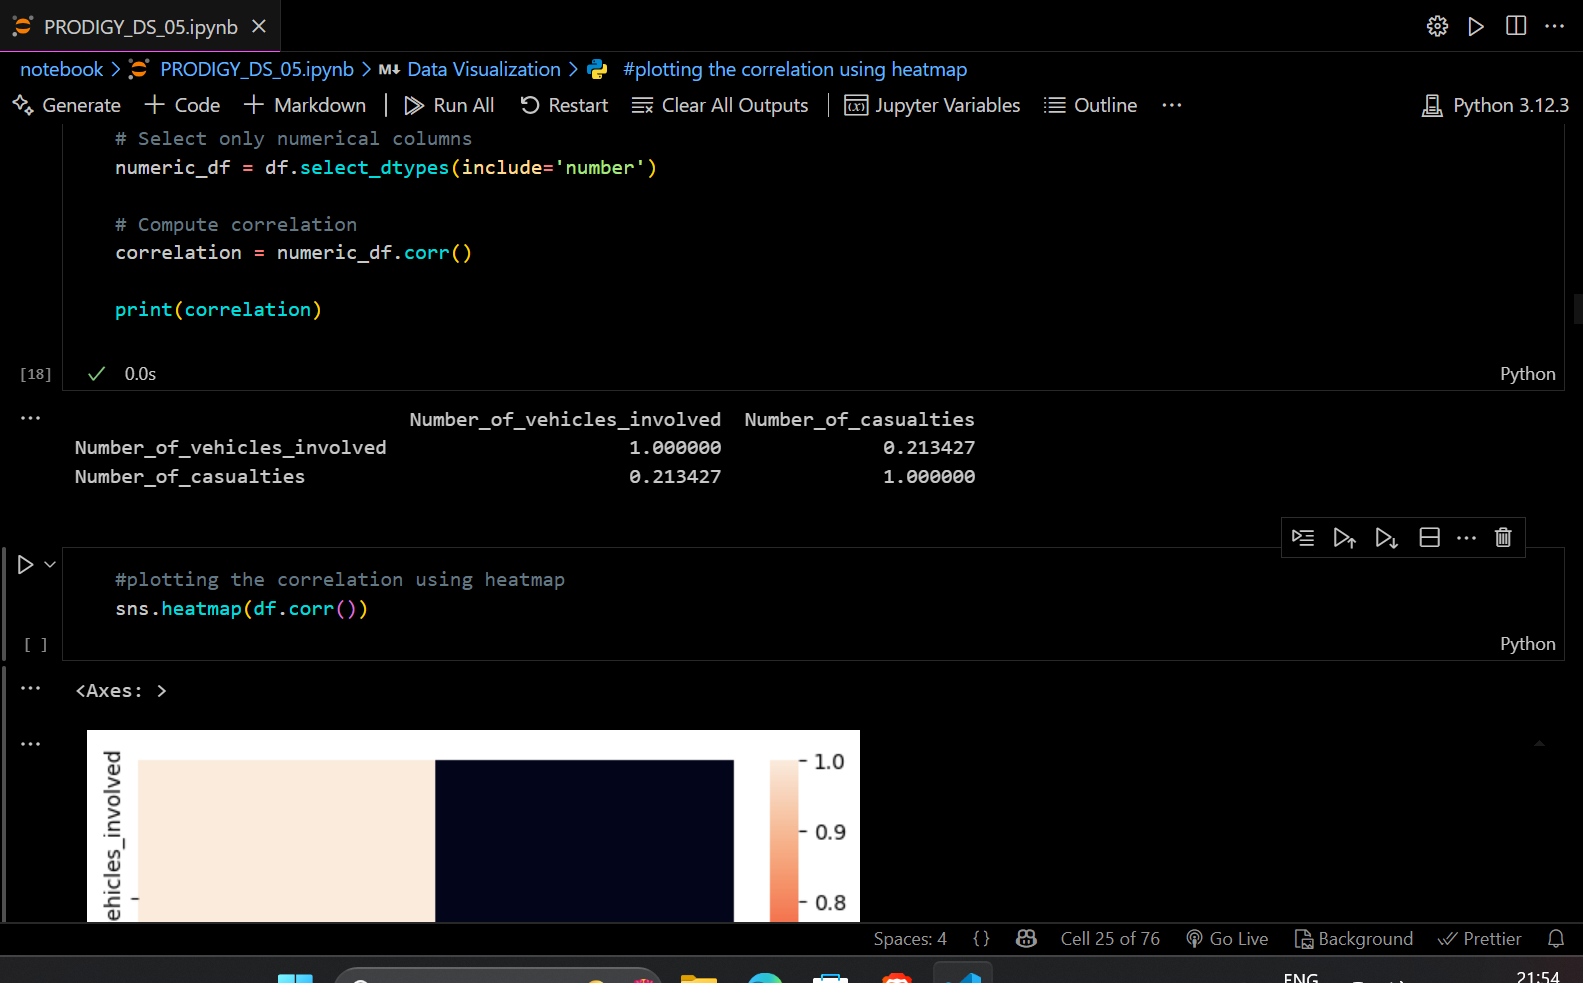 PRODIGY_DS_05.ipynb
notebook > PRODIGY_DS_05.ipynb > M↓ Data Visualization > #plotting the correlation using heatmap
Generate + Code + Markdown | Run All Restart Clear All Outputs | Jupyter Variables Outline ... Python 3.12.3
# Select only numerical columns
numeric_df = df.select_dtypes(include='number')
# Compute correlation
correlation = numeric_df.corr()
print(correlation)
[18] ✓ 0.0s Python
Number_of_vehicles_involved Number_of_casualties
Number_of_vehicles_involved 1.000000 0.213427
Number_of_casualties 0.213427 1.000000
#plotting the correlation using heatmap
sns.heatmap(df.corr())
[ ] Python
<Axes: >
ehicles_involved
1.0
0.9
0.8
Spaces: 4 {} Cell 25 of 76 Go Live Background Prettier
ENG 21:54